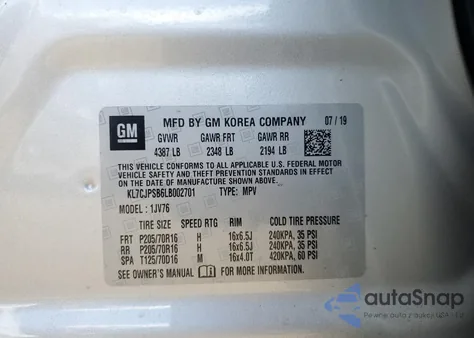 GM
MFD BY GM KOREA COMPANY 07 / 19
GVWR GAWR FRT GAWR RR
4387 LB 2348 LB 2194 LB
THIS VEHICLE CONFORMS TO ALL APPLICABLE U.S. FEDERAL MOTOR
VEHICLE SAFETY, BUMPER, AND THEFT PREVENTION STANDARDS IN EFFECT
ON THE DATE OF MANUFACTURE SHOWN ABOVE.
KL7CJPSB6LB002701 TYPE: MPV
MODEL : 1JV76
TIRE SIZE SPEED RTG RIM COLD TIRE PRESSURE
FRT P205/70R16 H 16x6.5J 240KPA, 35 PSI
RR P205/70R16 H 16x6.5J 240KPA, 35 PSI
SPA T125/70D16 M 16x4.0T 420KPA, 60 PSI
SEE OWNER'S MANUAL FOR MORE INFORMATION.
autoSnap